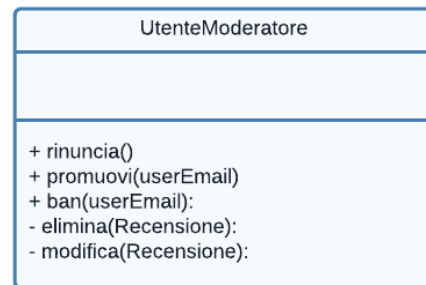 UtenteModeratore
+ rinuncia()
+ promuovi(userEmail)
+ ban(userEmail):
- elimina(Recensione):
- modifica(Recensione):